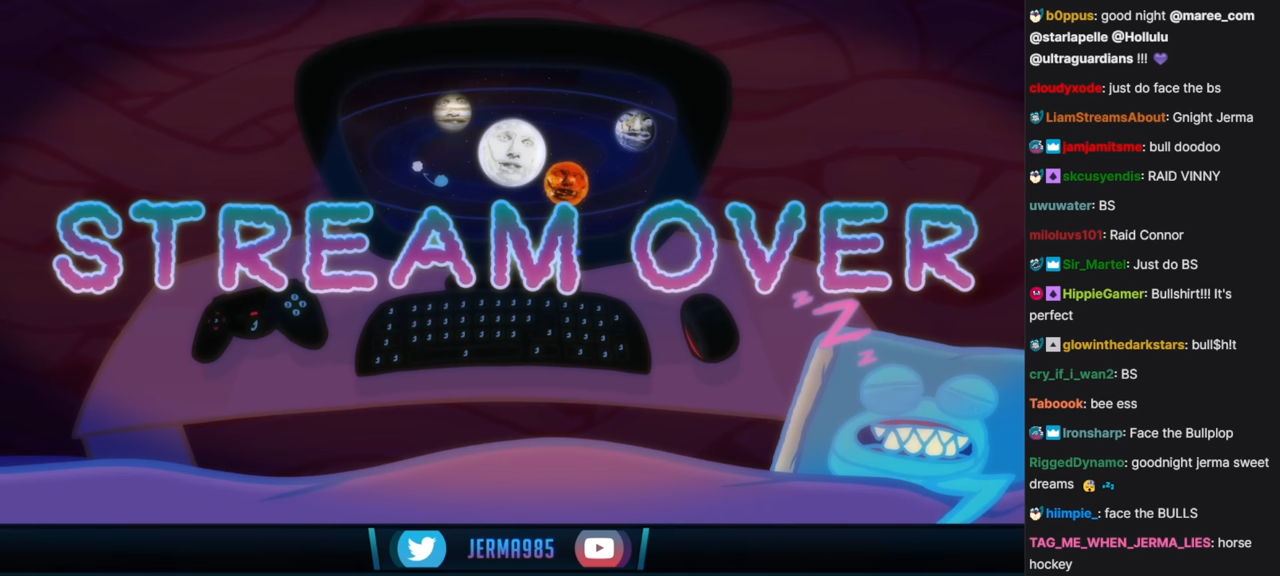 STREAM OVER
z
Z
z
JERMA985
b0ppus: good night @maree_com
@starlapelle @Hollulu
@ultraguardians !!! 💜
cloudyxode: just do face the bs
LiamStreamsAbout: Gnight Jerma
jamjamitsme: bull doodoo
skcusyendis: RAID VINNY
uwuwater: BS
miloluvs101: Raid Connor
Sir_Martel: Just do BS
HippieGamer: Bullshirt!!! It's
perfect
glowinthedarkstars: bull$h!t
cry_if_i_wan2: BS
Taboook: bee ess
Ironsharp: Face the Bullplop
RiggedDynamo: goodnight jerma sweet
dreams 😴 💤
hiimpie_: face the BULLS
TAG_ME_WHEN_JERMA_LIES: horse
hockey